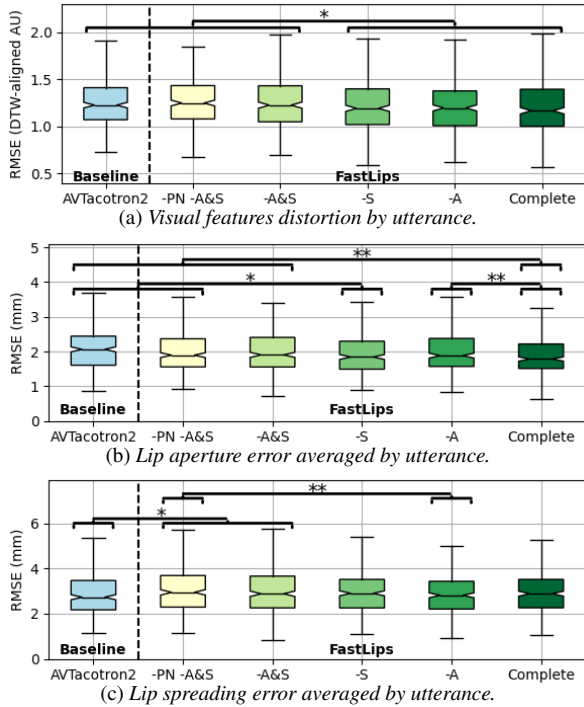 *
2.0
1.5
1.0
0.5
RMSE (DTW-aligned AU)
Baseline FastLips
AVTacotron2 -PN -A&S -A&S -S -A Complete
(a) Visual features distortion by utterance.
5
4
3
2
1
0
RMSE (mm)
**
* **
Baseline FastLips
AVTacotron2 -PN -A&S -A&S -S -A Complete
(b) Lip aperture error averaged by utterance.
6
4
2
0
RMSE (mm)
**
*
Baseline FastLips
AVTacotron2 -PN -A&S -A&S -S -A Complete
(c) Lip spreading error averaged by utterance.